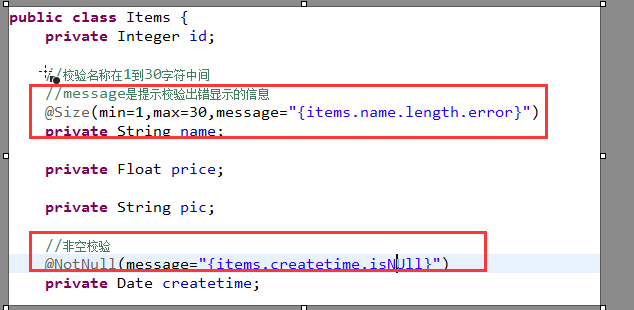 public class Items {
private Integer id;
//校验名称在1到30字符中间
//message是提示校验出错显示的信息
@Size(min=1,max=30,message="{items.name.length.error}")
private String name;
private Float price;
private String pic;
//非空校验
@NotNull(message="{items.createtime.isNUll}")
private Date createtime;